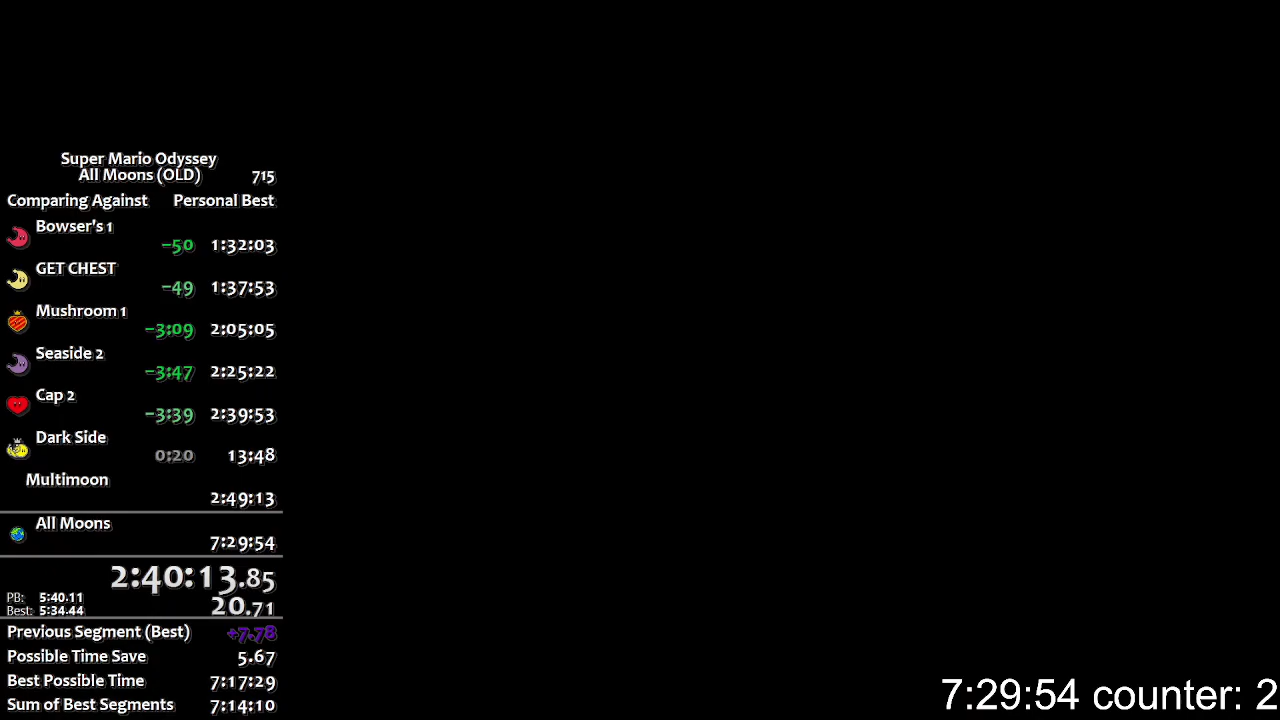 Super Mario Odyssey
All Moons (OLD) 715
Comparing Against Personal Best
Bowser's 1
-50 1:32:03
GET CHEST
-49 1:37:53
Mushroom 1
-3:09 2:05:05
Seaside 2
-3:47 2:25:22
Cap 2
-3:39 2:39:53
Dark Side
0:20 13:48
Multimoon
2:49:13
All Moons
7:29:54
2:40:13.85
PB: 5:40.11
Best: 5:34.44 20.71
Previous Segment (Best) +7.78
Possible Time Save 5.67
Best Possible Time 7:17:29
Sum of Best Segments 7:14:10
7:29:54 counter: 2